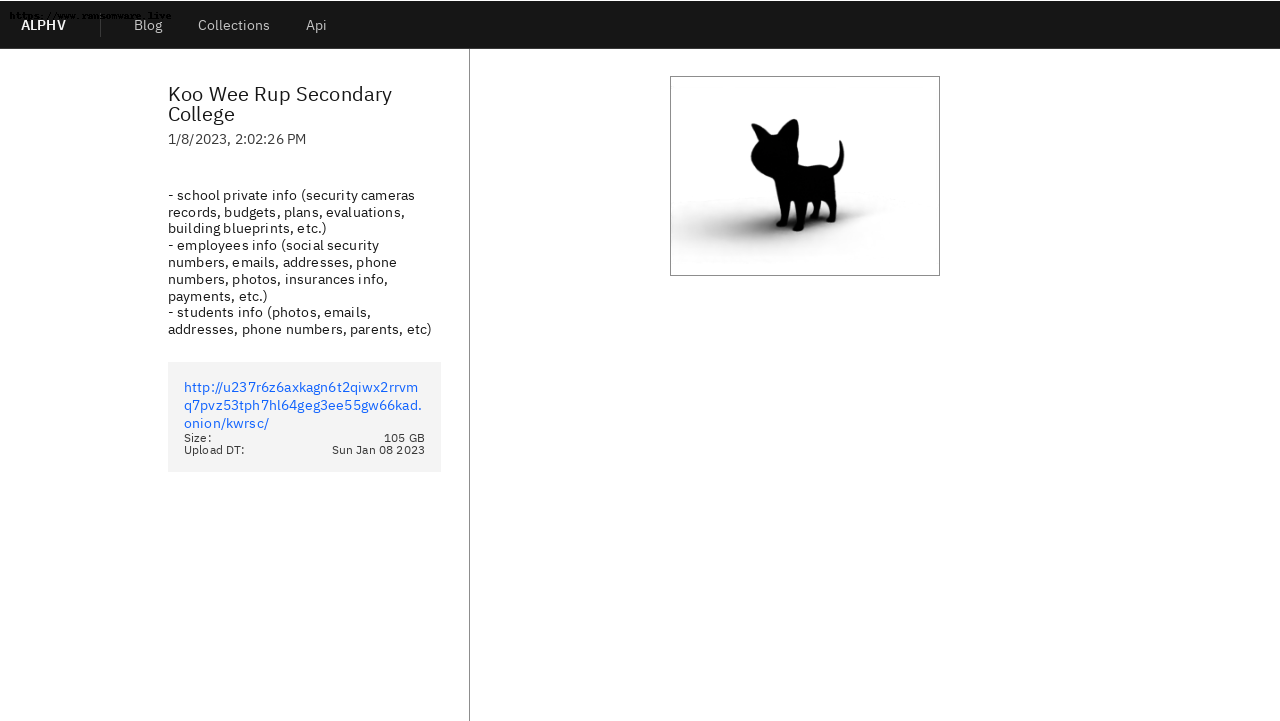 https://www.ransomware.live
ALPHV
Blog
Collections
Api
Koo Wee Rup Secondary
College
1/8/2023, 2:02:26 PM
- school private info (security cameras
records, budgets, plans, evaluations,
building blueprints, etc.)
- employees info (social security
numbers, emails, addresses, phone
numbers, photos, insurances info,
payments, etc.)
- students info (photos, emails,
addresses, phone numbers, parents, etc)
http://u237r6z6axkagn6t2qiwx2rrvm
q7pvz53tph7hl64geg3ee55gw66kad.
onion/kwrsc/
Size: 105 GB
Upload DT: Sun Jan 08 2023